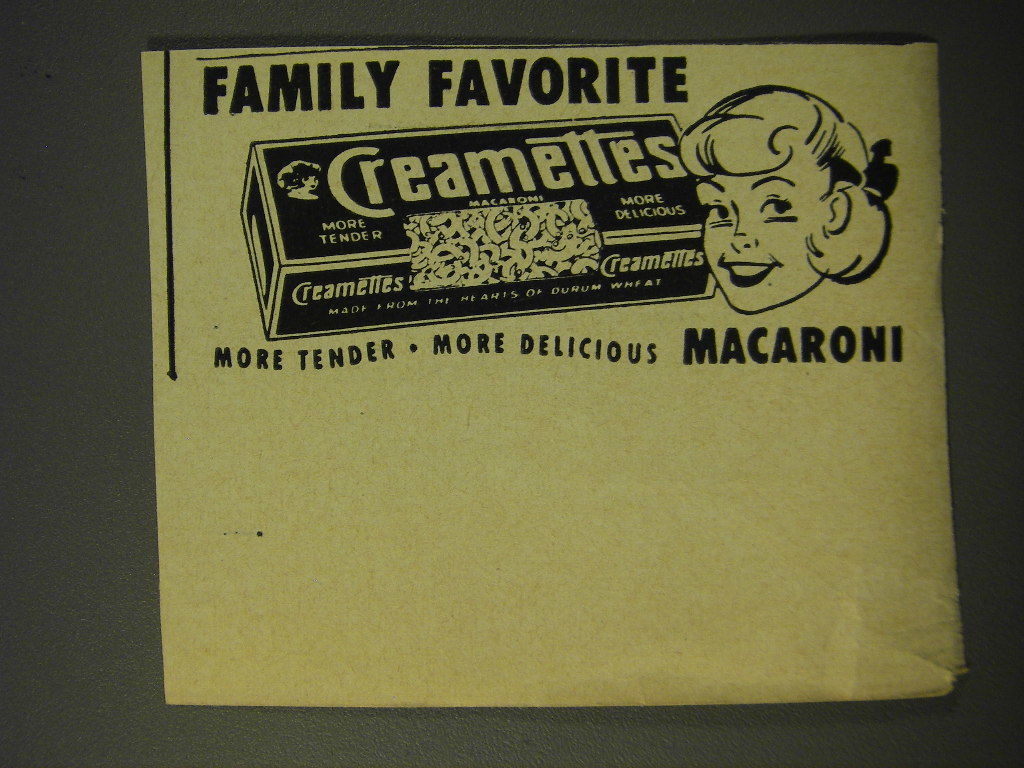 FAMILY FAVORITE
Creamettes
MACARONI
MORE
TENDER
MORE
DELICIOUS
Creamettes
Creamettes
MADE FROM THE HEARTS OF DURUM WHEAT
MORE TENDER • MORE DELICIOUS MACARONI